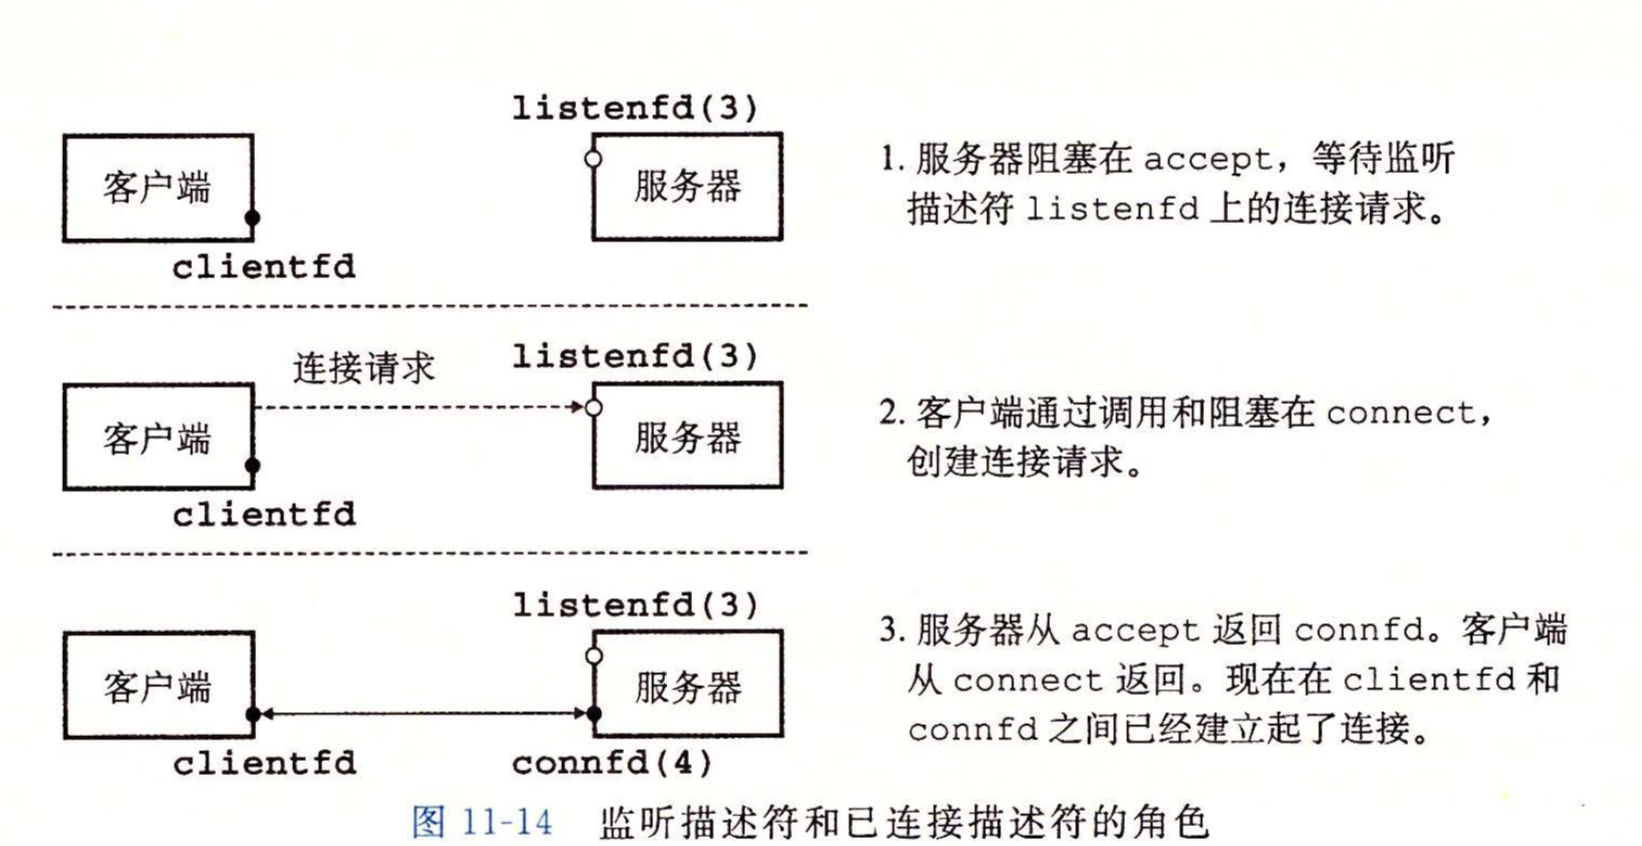 listenfd(3)
客户端
服务器
clientfd
1. 服务器阻塞在 accept，等待监听
描述符 listenfd 上的连接请求。
连接请求
listenfd(3)
客户端
服务器
clientfd
2. 客户端通过调用和阻塞在 connect，
创建连接请求。
listenfd(3)
客户端
服务器
clientfd
connfd(4)
3. 服务器从 accept 返回 connfd。客户端
从 connect 返回。现在在 clientfd 和
connfd 之间已经建立起了连接。
图 11-14 监听描述符和已连接描述符的角色